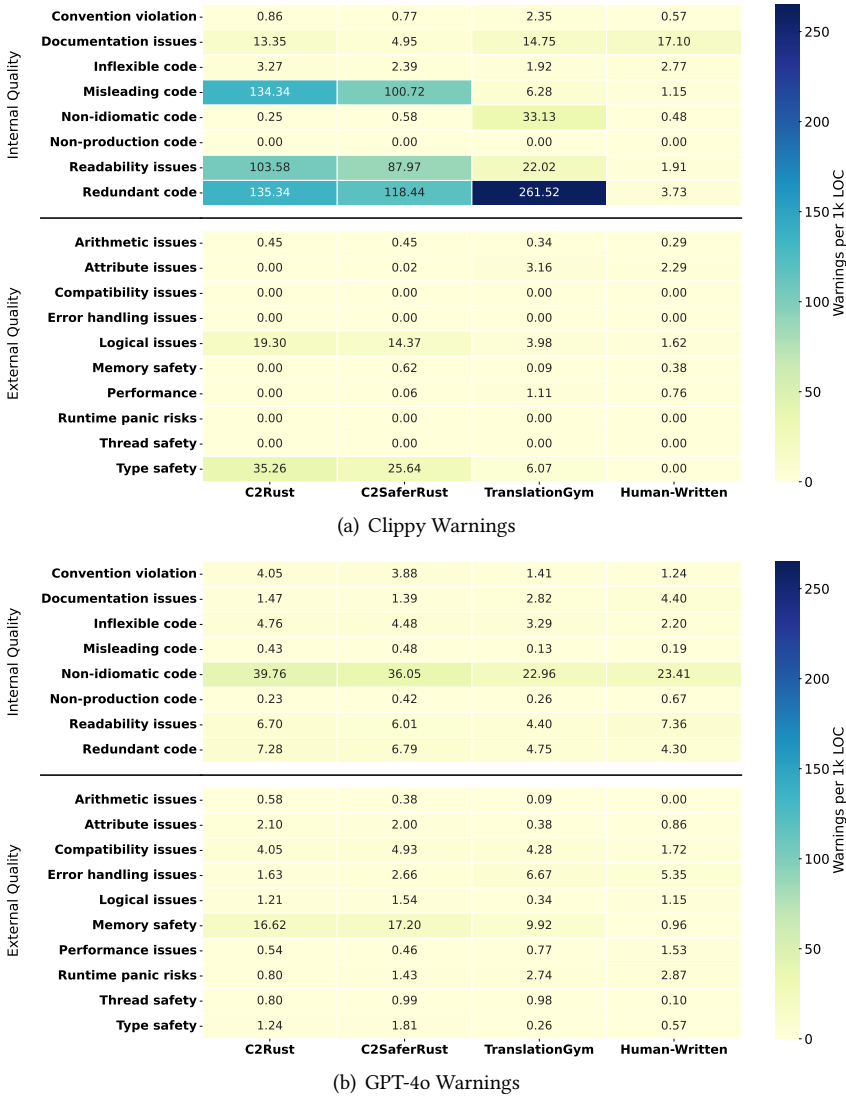 Internal Quality
Convention violation 0.86 0.77 2.35 0.57
Documentation issues 13.35 4.95 14.75 17.10
Inflexible code 3.27 2.39 1.92 2.77
Misleading code 134.34 100.72 6.28 1.15
Non-idiomatic code 0.25 0.58 33.13 0.48
Non-production code 0.00 0.00 0.00 0.00
Readability issues 103.58 87.97 22.02 1.91
Redundant code 135.34 118.44 261.52 3.73
External Quality
Arithmetic issues 0.45 0.45 0.34 0.29
Attribute issues 0.00 0.02 3.16 2.29
Compatibility issues 0.00 0.00 0.00 0.00
Error handling issues 0.00 0.00 0.00 0.00
Logical issues 19.30 14.37 3.98 1.62
Memory safety 0.00 0.62 0.09 0.38
Performance 0.00 0.06 1.11 0.76
Runtime panic risks 0.00 0.00 0.00 0.00
Thread safety 0.00 0.00 0.00 0.00
Type safety 35.26 25.64 6.07 0.00
C2Rust C2SaferRust TranslationGym Human-Written
250
200
150
100
50
0
Warnings per 1k LOC
(a) Clippy Warnings
Internal Quality
Convention violation 4.05 3.88 1.41 1.24
Documentation issues 1.47 1.39 2.82 4.40
Inflexible code 4.76 4.48 3.29 2.20
Misleading code 0.43 0.48 0.13 0.19
Non-idiomatic code 39.76 36.05 22.96 23.41
Non-production code 0.23 0.42 0.26 0.67
Readability issues 6.70 6.01 4.40 7.36
Redundant code 7.28 6.79 4.75 4.30
External Quality
Arithmetic issues 0.58 0.38 0.09 0.00
Attribute issues 2.10 2.00 0.38 0.86
Compatibility issues 4.05 4.93 4.28 1.72
Error handling issues 1.63 2.66 6.67 5.35
Logical issues 1.21 1.54 0.34 1.15
Memory safety 16.62 17.20 9.92 0.96
Performance issues 0.54 0.46 0.77 1.53
Runtime panic risks 0.80 1.43 2.74 2.87
Thread safety 0.80 0.99 0.98 0.10
Type safety 1.24 1.81 0.26 0.57
C2Rust C2SaferRust TranslationGym Human-Written
250
200
150
100
50
0
Warnings per 1k LOC
(b) GPT-4o Warnings